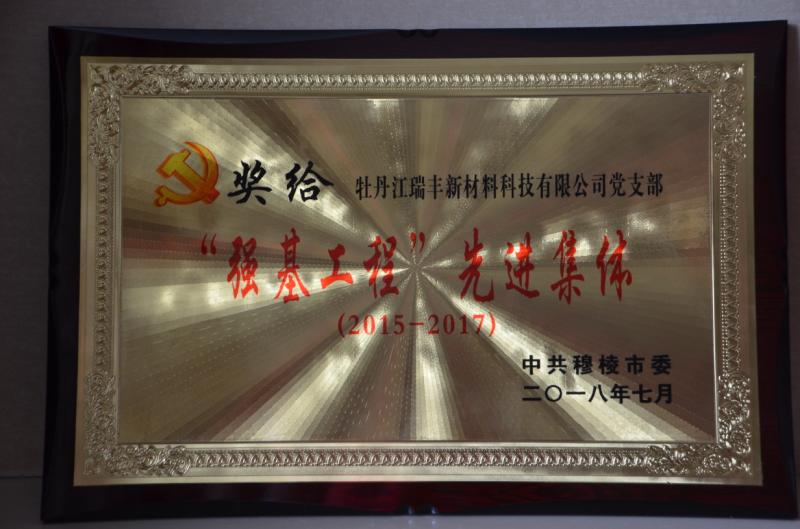 奖给 牡丹江瑞丰新材料科技有限公司党支部
“强基工程”先进集体
(2015-2017)
中共穆棱市委
二〇一八年七月